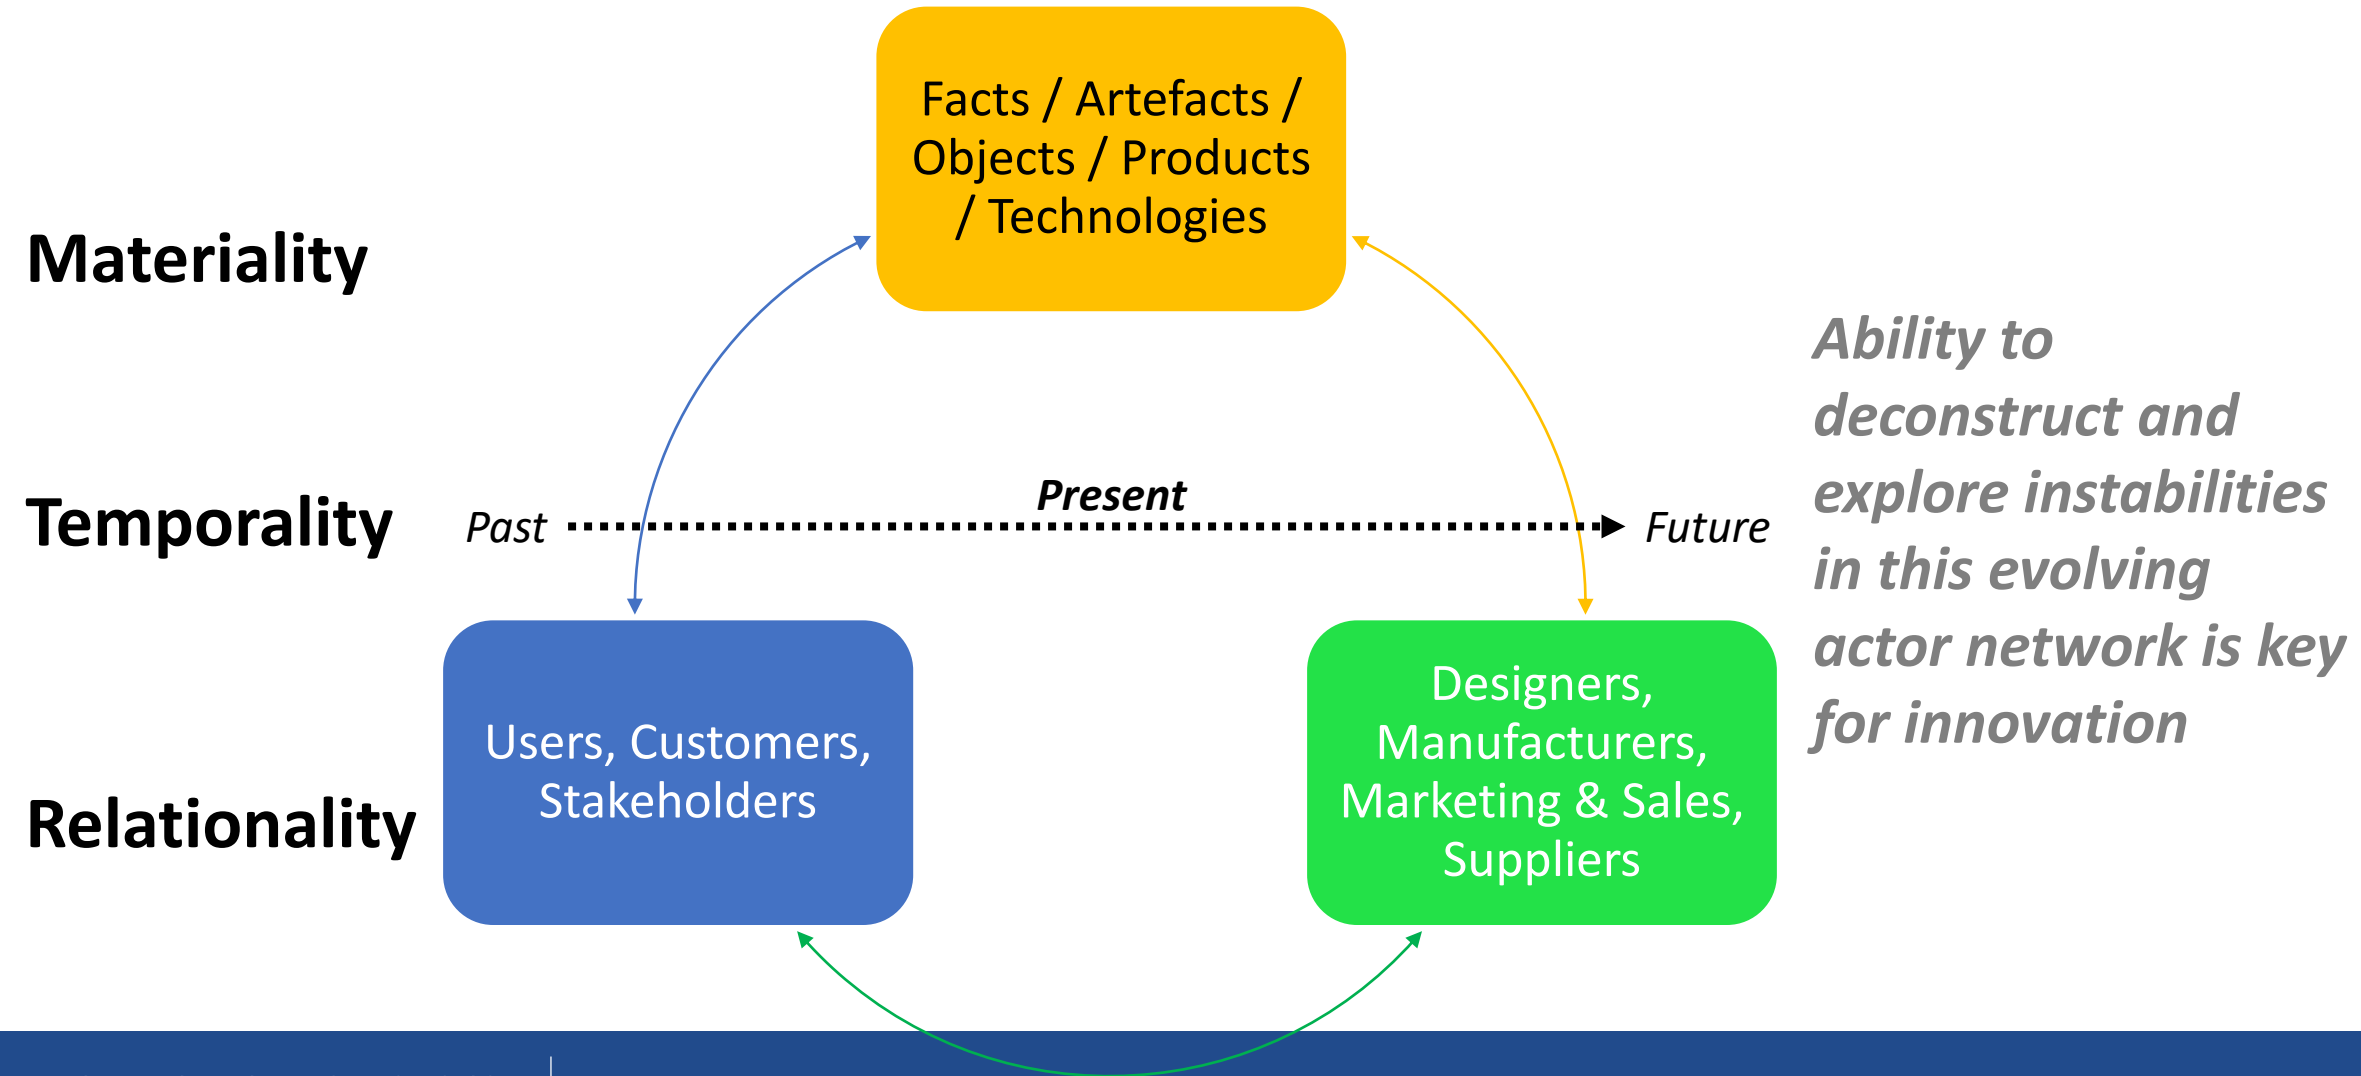 Facts / Artefacts /
Objects / Products
/ Technologies
Materiality
Temporality
Past
Present
Future
Relationality
Users, Customers,
Stakeholders
Designers,
Manufacturers,
Marketing & Sales,
Suppliers
Ability to
deconstruct and
explore instabilities
in this evolving
actor network is key
for innovation